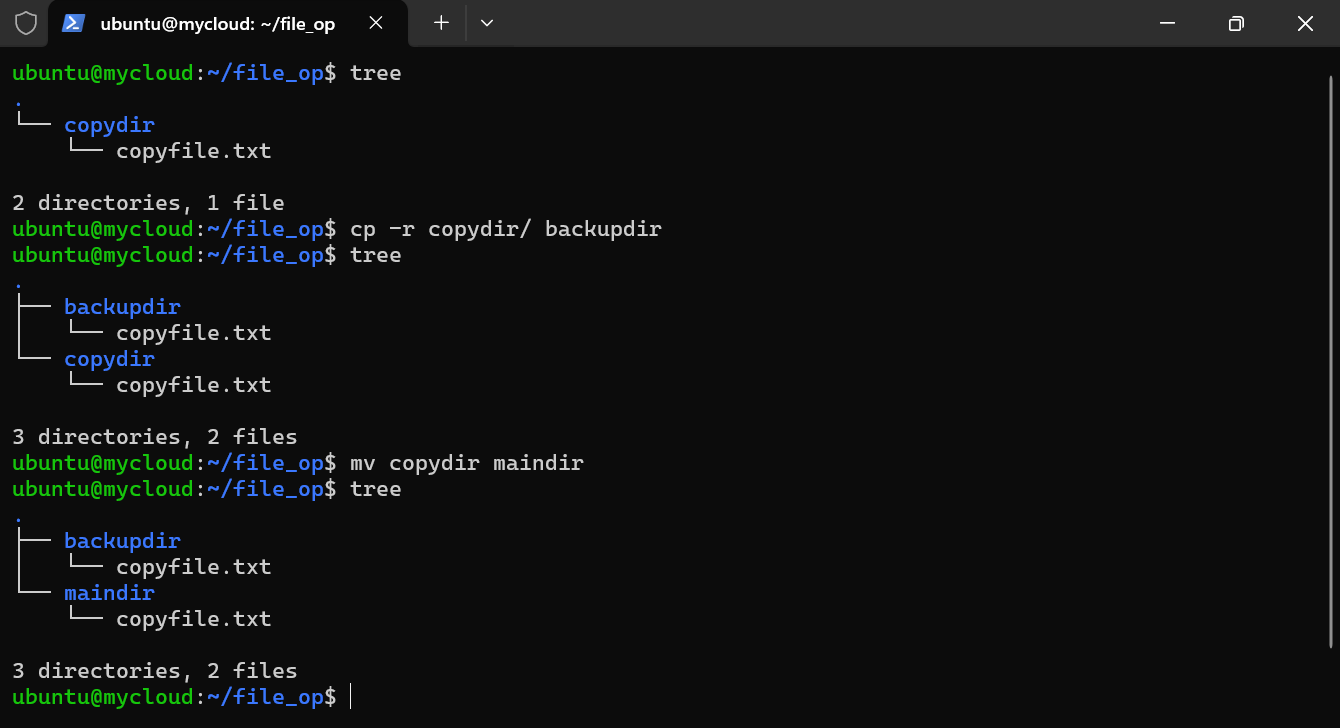 ubuntu@mycloud: ~/file_op
ubuntu@mycloud:~/file_op$ tree
.
└── copydir
    └── copyfile.txt
2 directories, 1 file
ubuntu@mycloud:~/file_op$ cp -r copydir/ backupdir
ubuntu@mycloud:~/file_op$ tree
.
├── backupdir
│   └── copyfile.txt
└── copydir
    └── copyfile.txt
3 directories, 2 files
ubuntu@mycloud:~/file_op$ mv copydir maindir
ubuntu@mycloud:~/file_op$ tree
.
├── backupdir
│   └── copyfile.txt
└── maindir
    └── copyfile.txt
3 directories, 2 files
ubuntu@mycloud:~/file_op$